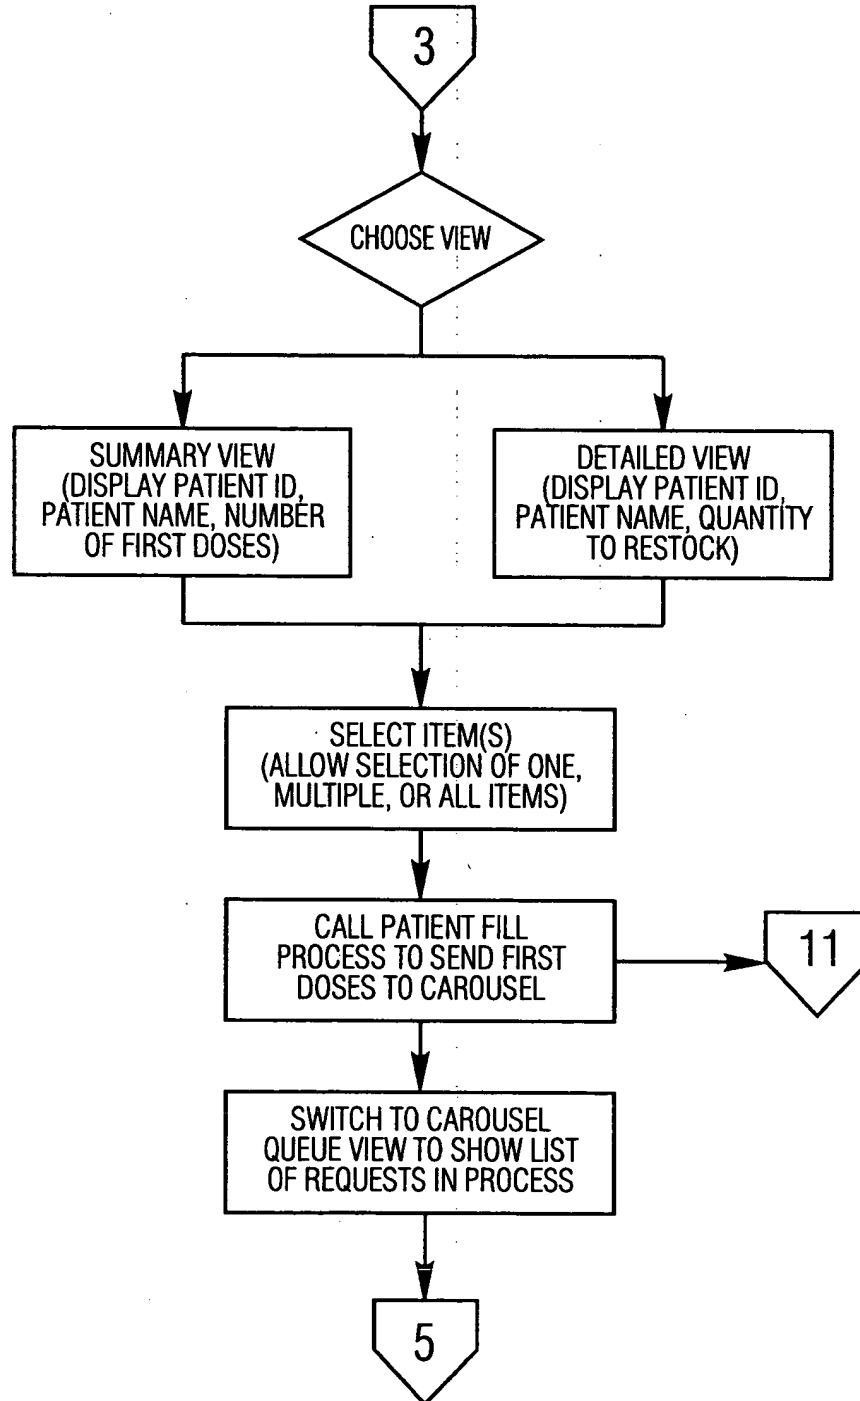 3
CHOOSE VIEW
SUMMARY VIEW
(DISPLAY PATIENT ID,
PATIENT NAME, NUMBER
OF FIRST DOSES)
DETAILED VIEW
(DISPLAY PATIENT ID,
PATIENT NAME, QUANTITY
TO RESTOCK)
SELECT ITEM(S)
(ALLOW SELECTION OF ONE,
MULTIPLE, OR ALL ITEMS)
CALL PATIENT FILL
PROCESS TO SEND FIRST
DOSES TO CAROUSEL
11
SWITCH TO CAROUSEL
QUEUE VIEW TO SHOW LIST
OF REQUESTS IN PROCESS
5